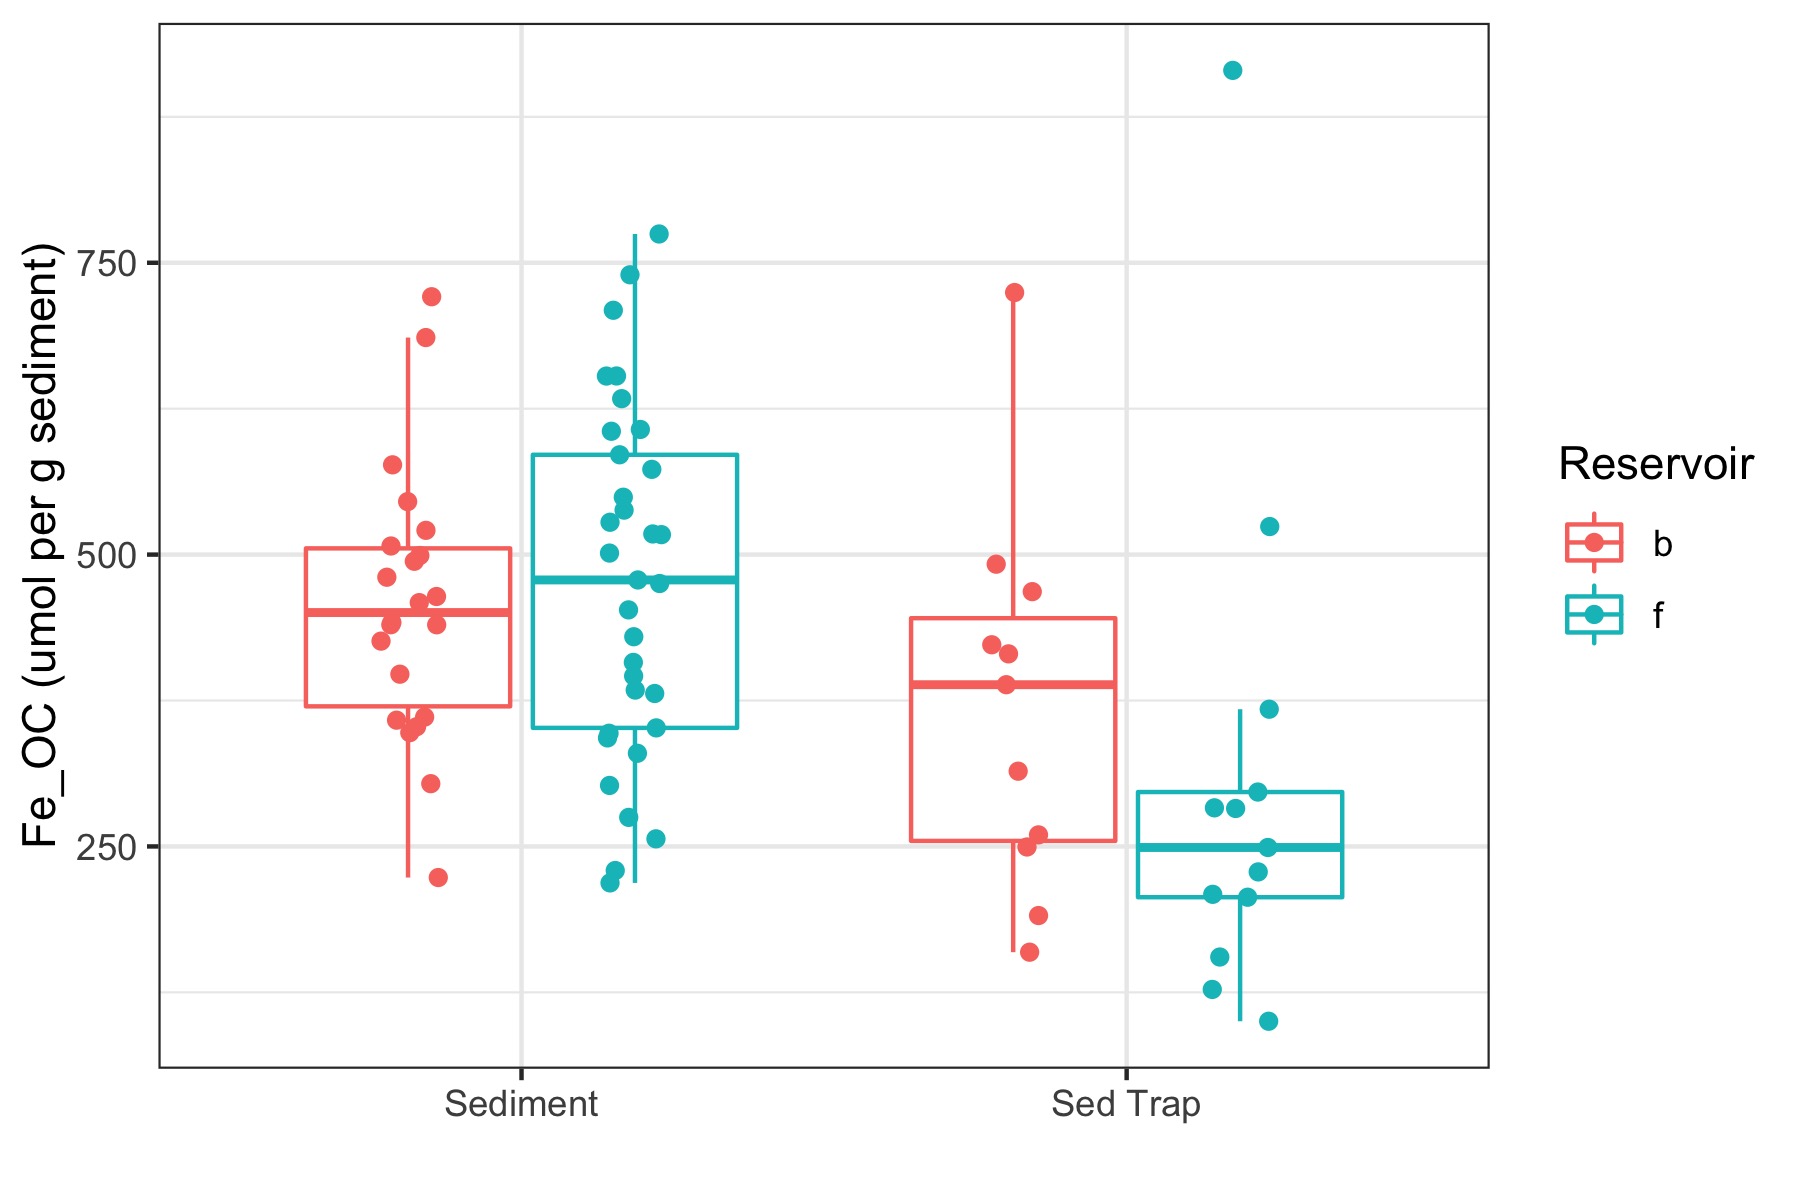 Fe_OC (umol per g sediment)
750
500
250
Sediment
Sed Trap
Reservoir
b
f